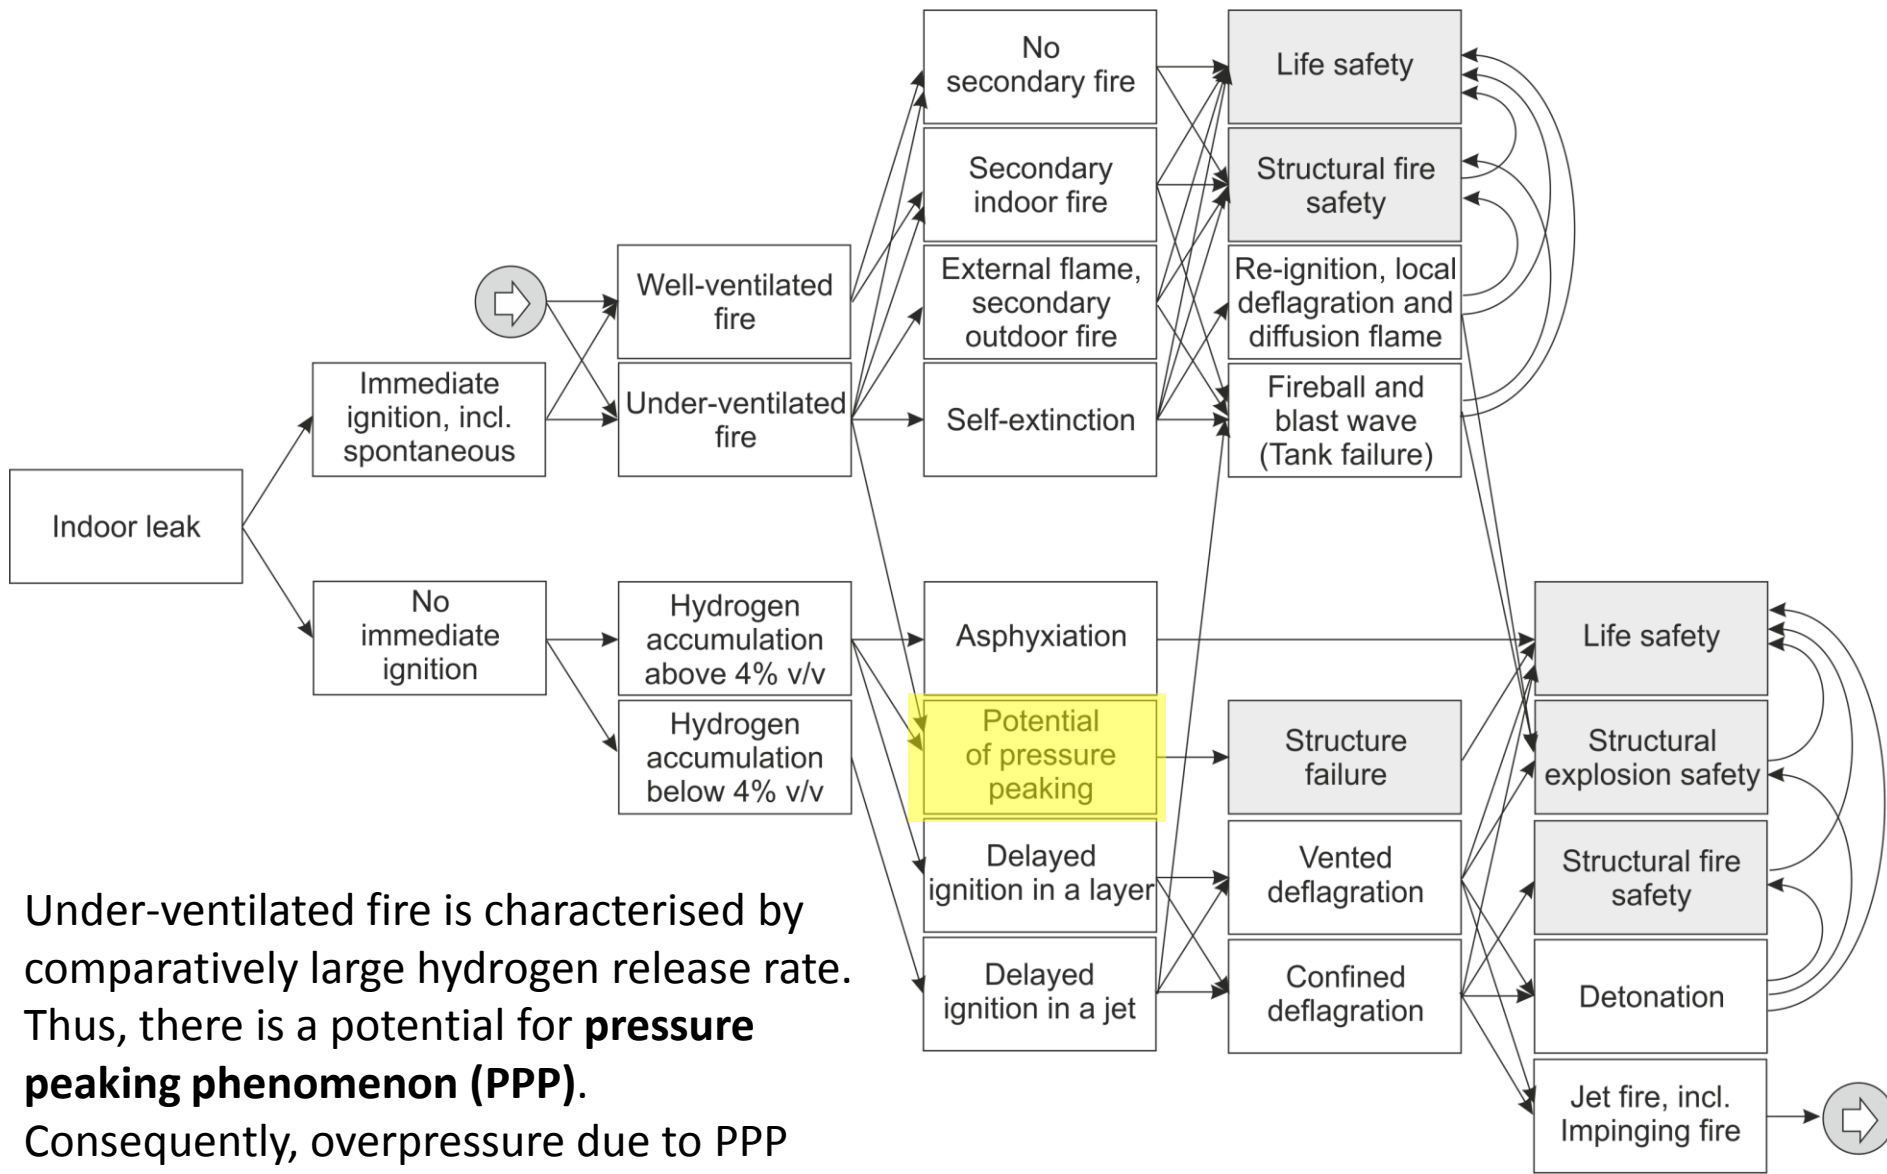 No
secondary fire
Life safety
Secondary
indoor fire
Structural fire
safety
Well-ventilated
fire
External flame,
secondary
outdoor fire
Re-ignition, local
deflagration and
diffusion flame
Immediate
ignition, incl.
spontaneous
Under-ventilated
fire
Self-extinction
Fireball and
blast wave
(Tank failure)
Indoor leak
No
immediate
ignition
Hydrogen
accumulation
above 4% v/v
Asphyxiation
Life safety
Hydrogen
accumulation
below 4% v/v
Potential
of pressure
peaking
Structure
failure
Structural
explosion safety
Delayed
ignition in a layer
Vented
deflagration
Structural fire
safety
Delayed
ignition in a jet
Confined
deflagration
Detonation
Jet fire, incl.
Impinging fire
Under-ventilated fire is characterised by
comparatively large hydrogen release rate.
Thus, there is a potential for pressure
peaking phenomenon (PPP).
Consequently, overpressure due to PPP